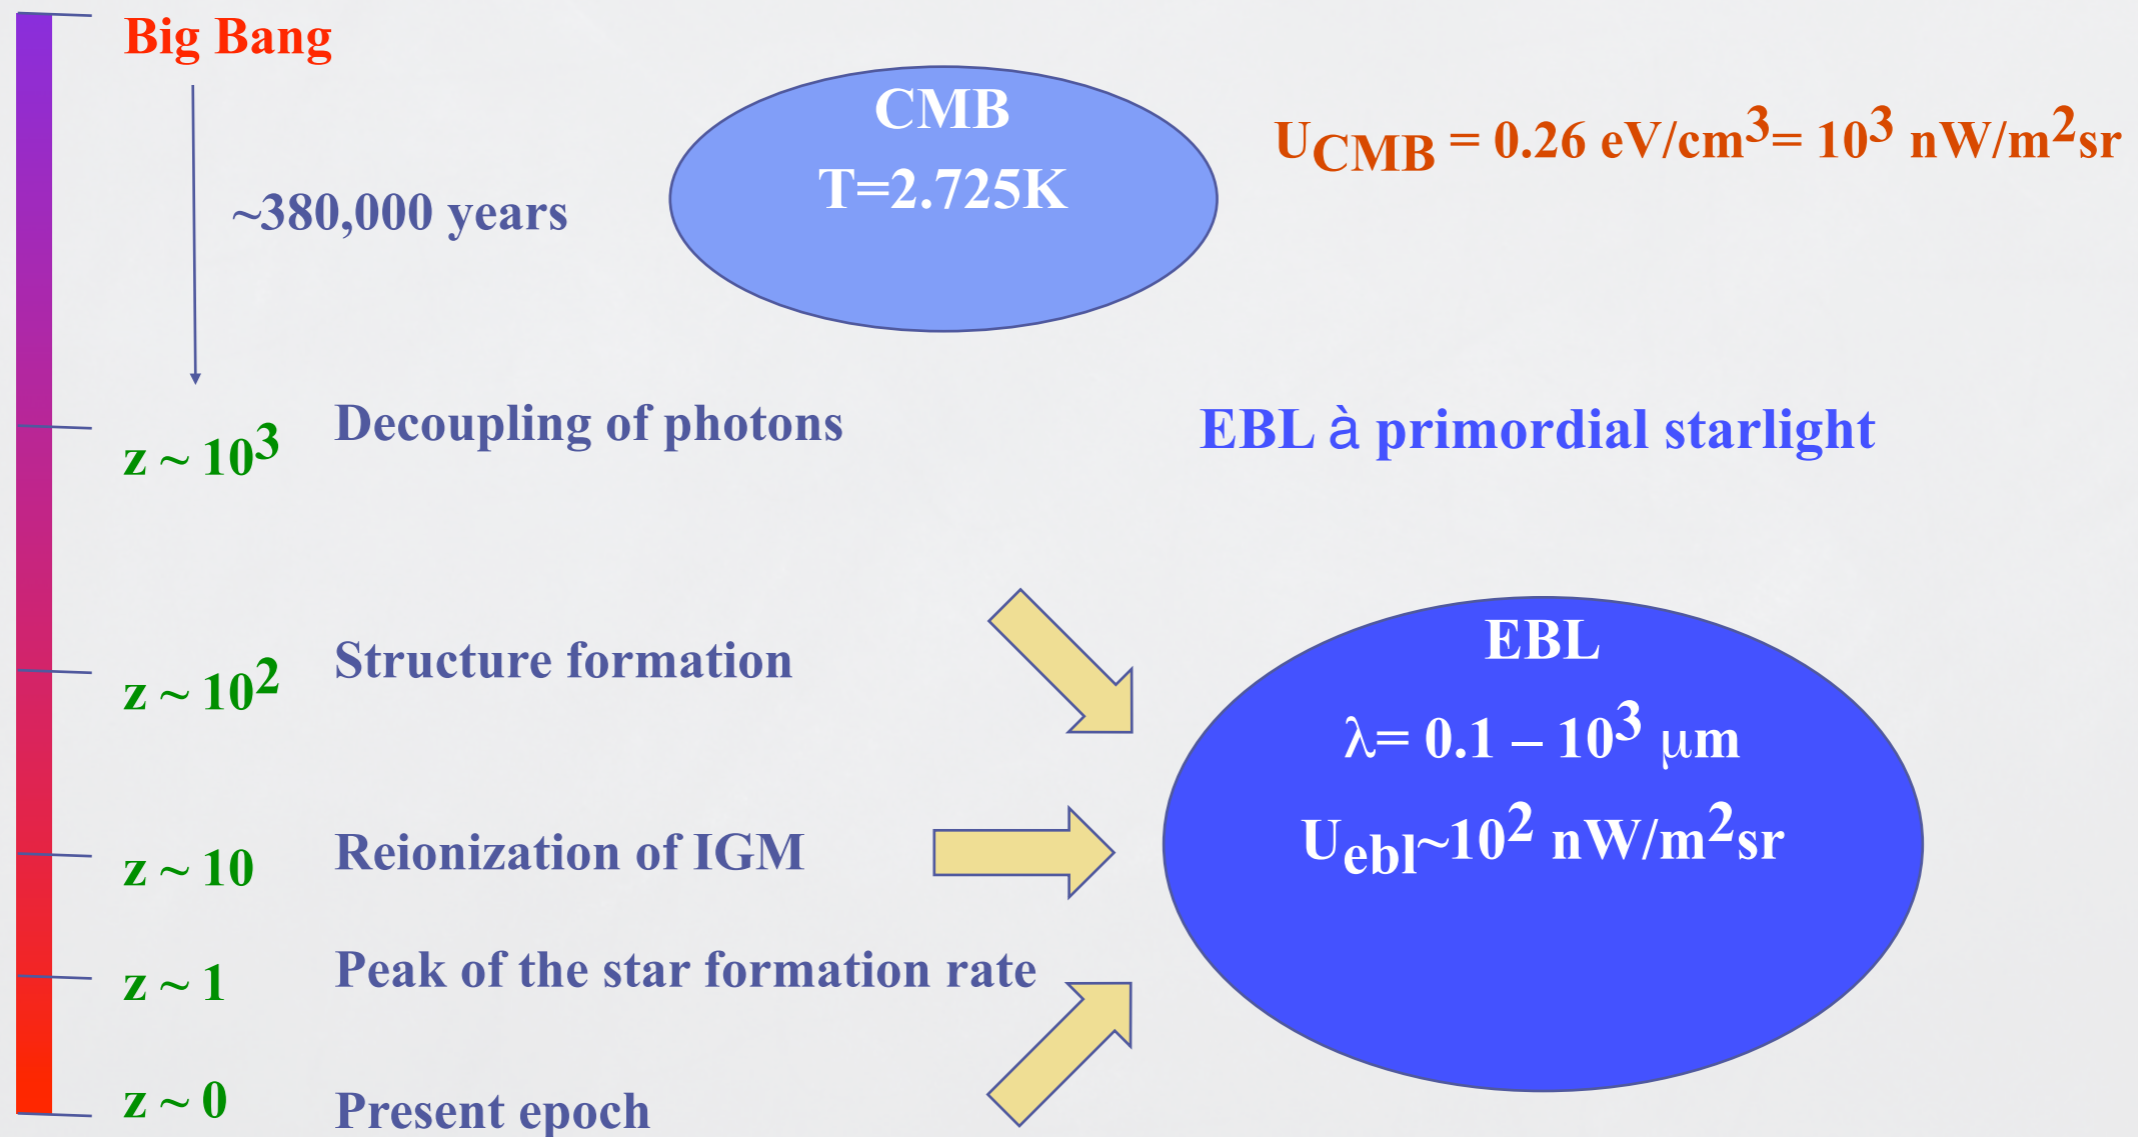 Big Bang
CMB
T=2.725K
U_CMB = 0.26 eV/cm³= 10³ nW/m²sr
~380,000 years
z ~ 10³ Decoupling of photons
EBL à primordial starlight
z ~ 10² Structure formation
EBL
λ= 0.1 – 10³ μm
U_ebl~10² nW/m²sr
z ~ 10 Reionization of IGM
z ~ 1 Peak of the star formation rate
z ~ 0 Present epoch